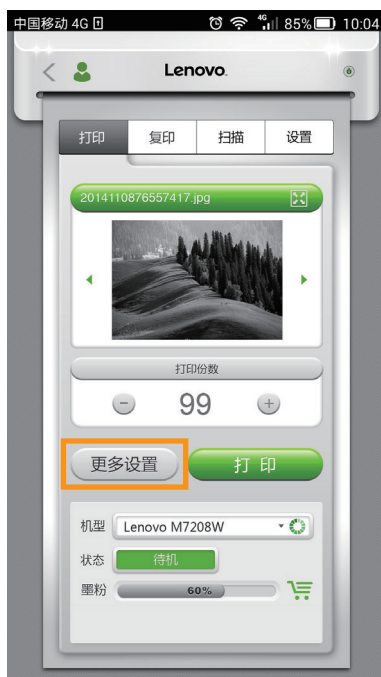 中国移动 4G 85% 10:04
Lenovo.
打印 复印 扫描 设置
2014110876557417.jpg
打印份数
99
更多设置 打 印
机型 Lenovo M7208W
状态 待机
墨粉 60%